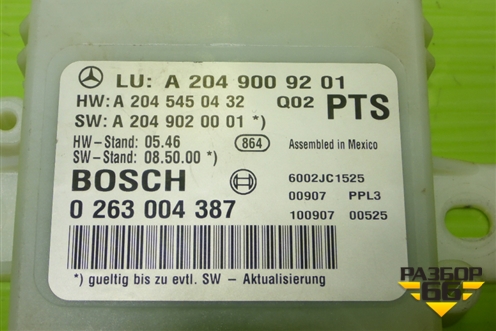 LU: A 204 900 92 01
HW: A 204 545 04 32 Q02 PTS
SW: A 204 902 00 01 *)
HW-Stand: 05.46 864 Assembled in Mexico
SW-Stand: 08.50.00 *)
BOSCH 6002JC1525
0 263 004 387 00907 PPL3
100907 00525
*) gueltig bis zu evtl. SW - Aktualisierung
РАЗБОР
66